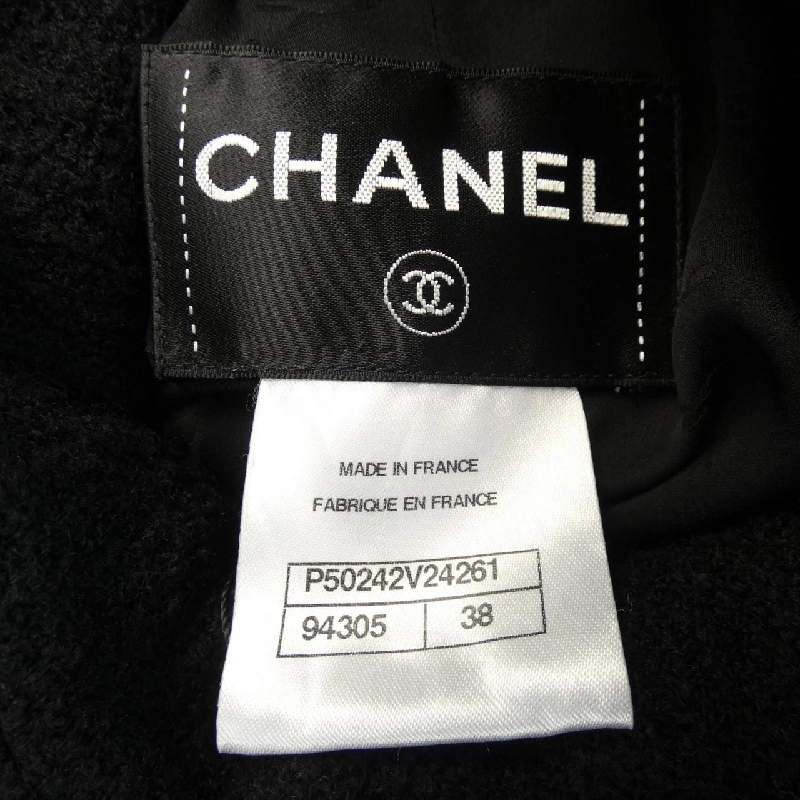 CHANEL
MADE IN FRANCE
FABRIQUE EN FRANCE
P50242V24261
94305 38